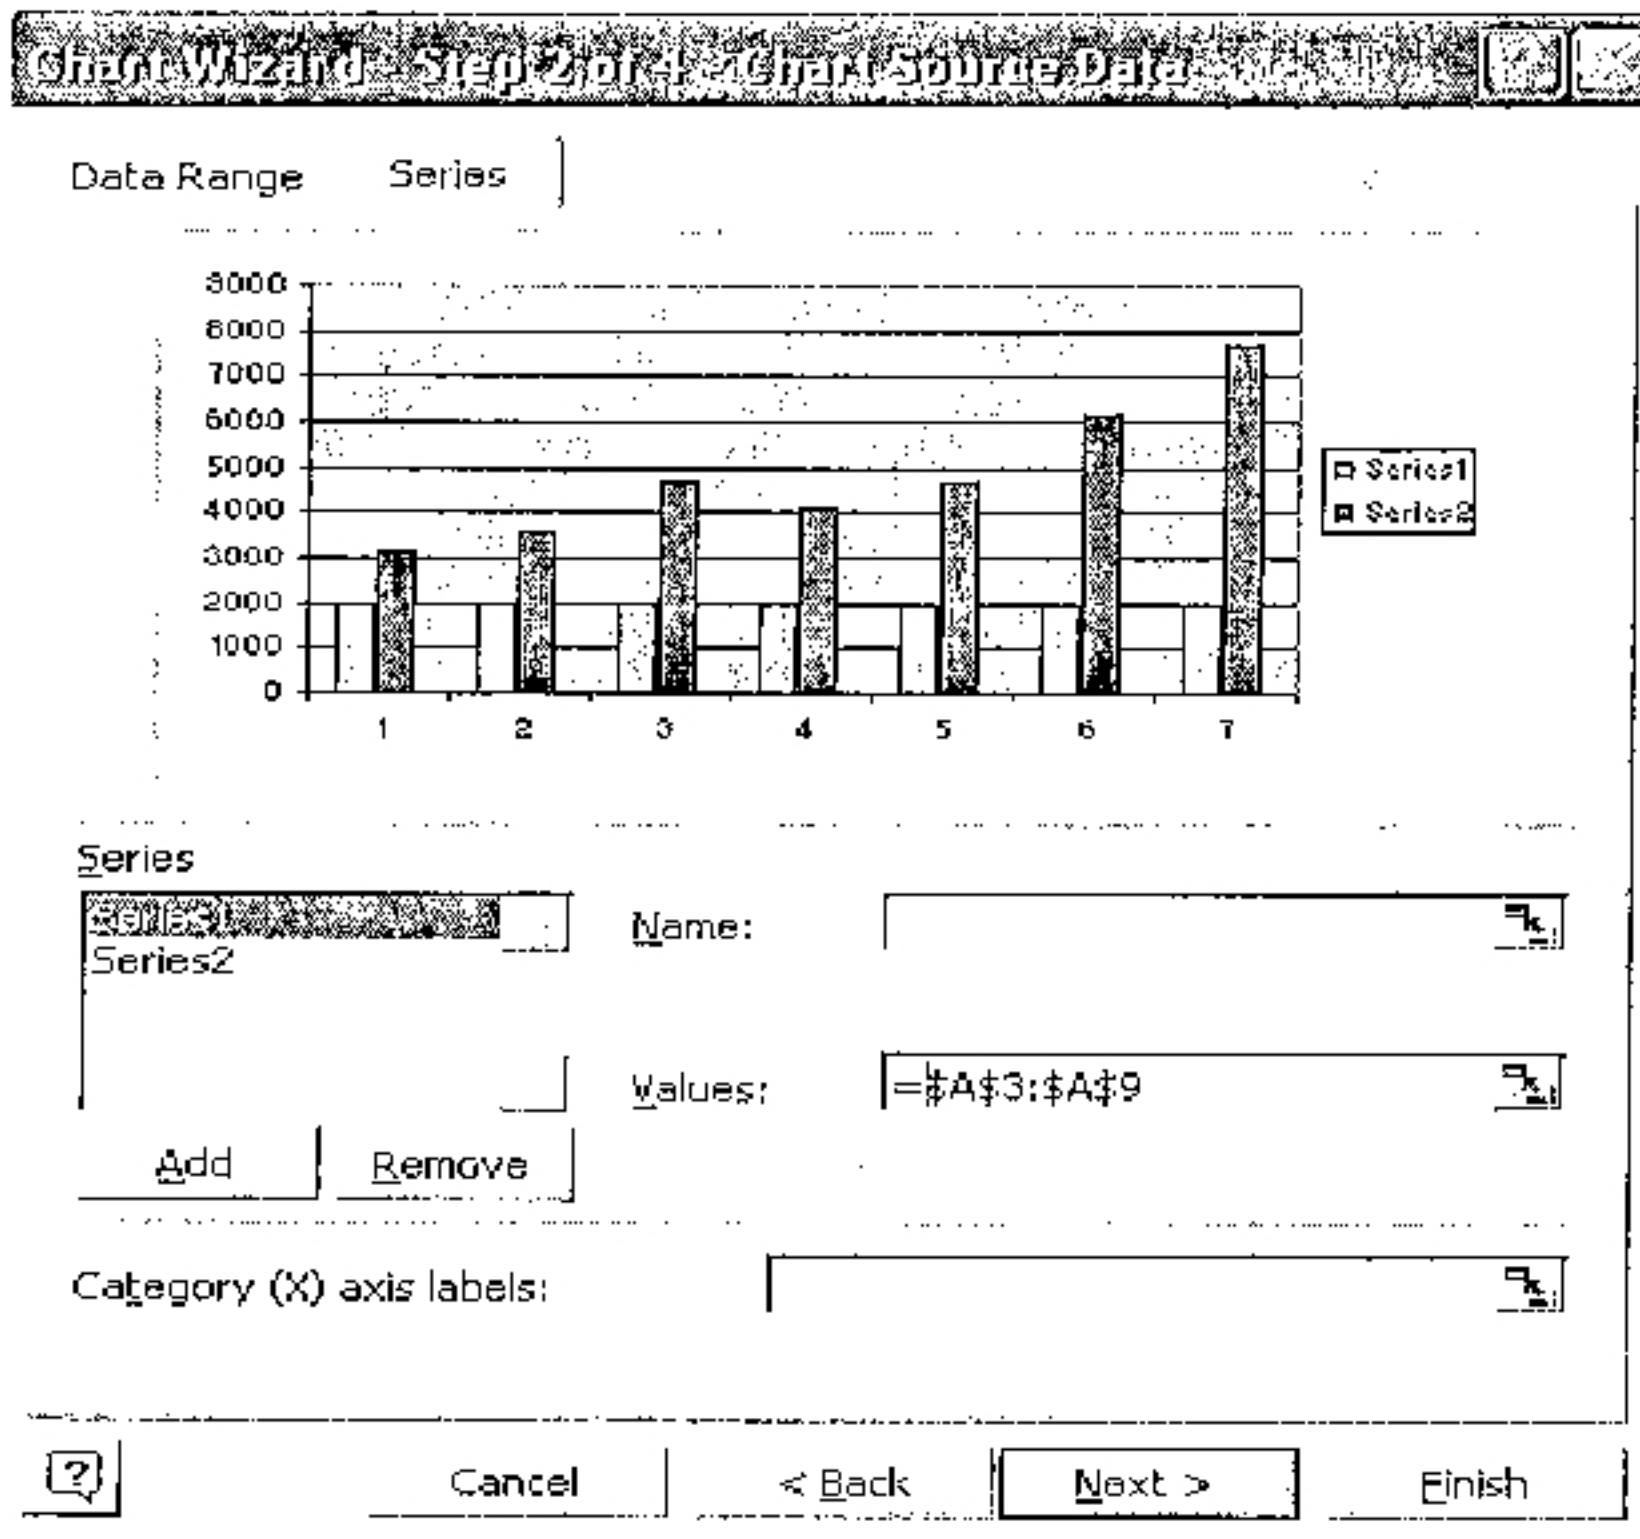 Chart Wizard - Step 2 of 4 - Chart Source Data
Data Range Series
9000
8000
7000
6000
5000
4000
3000
2000
1000
0
1 2 3 4 5 6 7
Series1
Series2
Series
Series1
Series2
Name:
Values: =$A$3:$A$9
Add Remove
Category (X) axis labels:
Cancel < Back Next > Finish